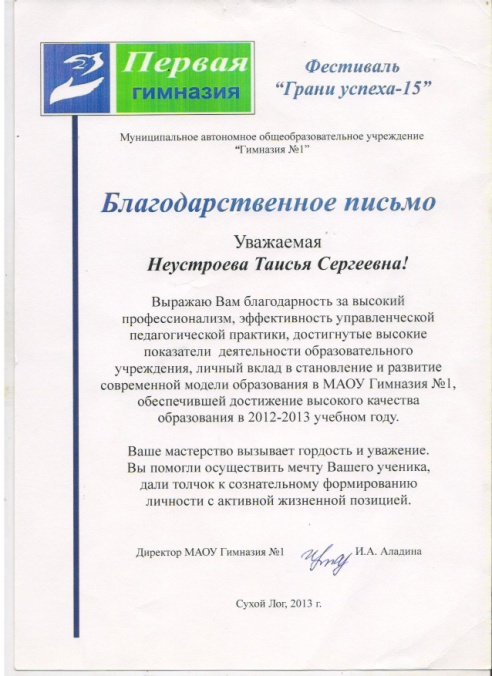 Первая
гимназия
Фестиваль
“Грани успеха-15”
Муниципальное автономное общеобразовательное учреждение
“Гимназия №1”
Благодарственное письмо
Уважаемая
Неустроева Таисья Сергеевна!
Выражаю Вам благодарность за высокий
профессионализм, эффективность управленческой
педагогической практики, достигнутые высокие
показатели деятельности образовательного
учреждения, личный вклад в становление и развитие
современной модели образования в МАОУ Гимназия №1,
обеспечившей достижение высокого качества
образования в 2012-2013 учебном году.
Ваше мастерство вызывает гордость и уважение.
Вы помогли осуществить мечту Вашего ученика,
дали толчок к сознательному формированию
личности с активной жизненной позицией.
Директор МАОУ Гимназия №1 И.А. Аладина
Сухой Лог, 2013 г.